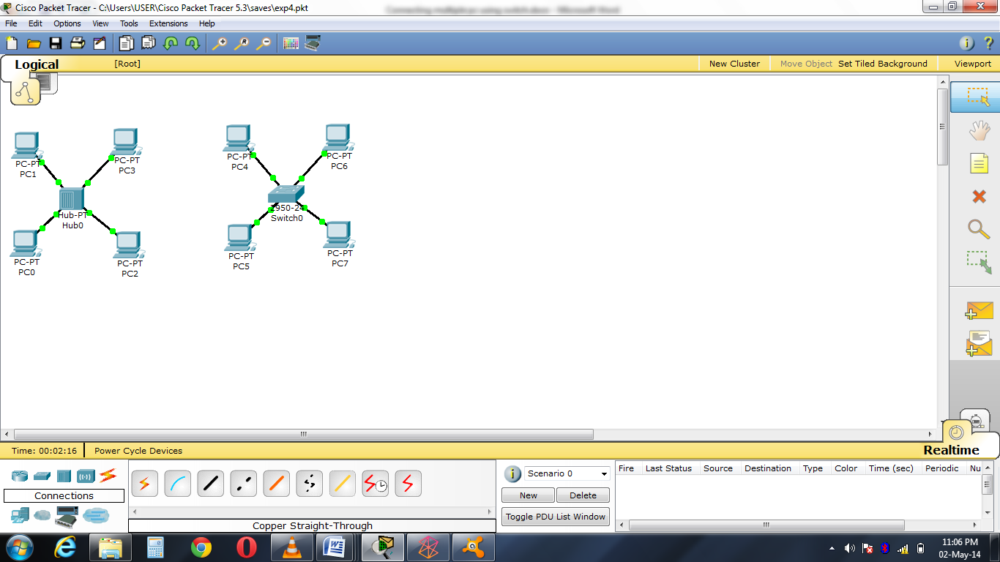 Cisco Packet Tracer - C:\Users\USER\Cisco Packet Tracer 5.3\saves\exp4.pkt
Connecting multiple pc using switch.docx - Microsoft Word
File Edit Options View Tools Extensions Help
Logical [Root] New Cluster Move Object Set Tiled Background Viewport
PC-PT
PC1
PC-PT
PC3
Hub-PT
Hub0
PC-PT
PC0
PC-PT
PC2
PC-PT
PC4
PC-PT
PC6
2950-24
Switch0
PC-PT
PC5
PC-PT
PC7
Time: 00:02:16 Power Cycle Devices Realtime
Connections
Copper Straight-Through
Scenario 0
New Delete
Toggle PDU List Window
Fire Last Status Source Destination Type Color Time (sec) Periodic Nu
11:06 PM
02-May-14